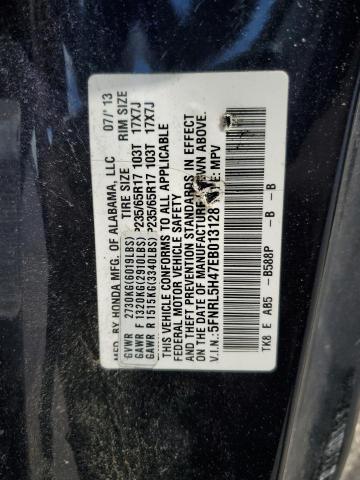 MFD. BY HONDA MFG. OF ALABAMA, LLC 07/'13
TIRE SIZE RIM SIZE
GVWR 2730KG(6019LBS)
GAWR F 1320KG(2910LBS) P235/65R17 103T 17X7J
GAWR R 1515KG(3340LBS) P235/65R17 103T 17X7J
THIS VEHICLE CONFORMS TO ALL APPLICABLE
FEDERAL MOTOR VEHICLE SAFETY
AND THEFT PREVENTION STANDARDS IN EFFECT
ON THE DATE OF MANUFACTURE SHOWN ABOVE.
V.I.N.: 5FNRL5H47EB013128 TYPE: MPV
TK8 E AB5 -B588P -B -B